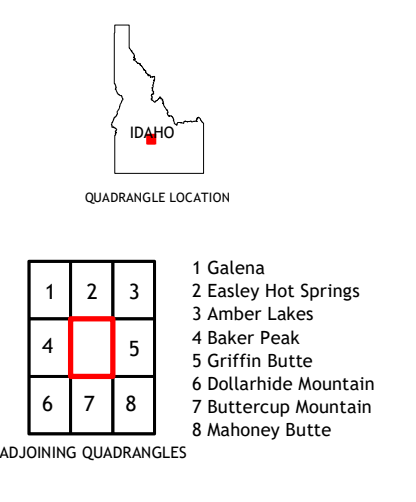 IDAHO
QUADRANGLE LOCATION
1 2 3
4 5
6 7 8
1 Galena
2 Easley Hot Springs
3 Amber Lakes
4 Baker Peak
5 Griffin Butte
6 Dollarhide Mountain
7 Buttercup Mountain
8 Mahoney Butte
ADJOINING QUADRANGLES